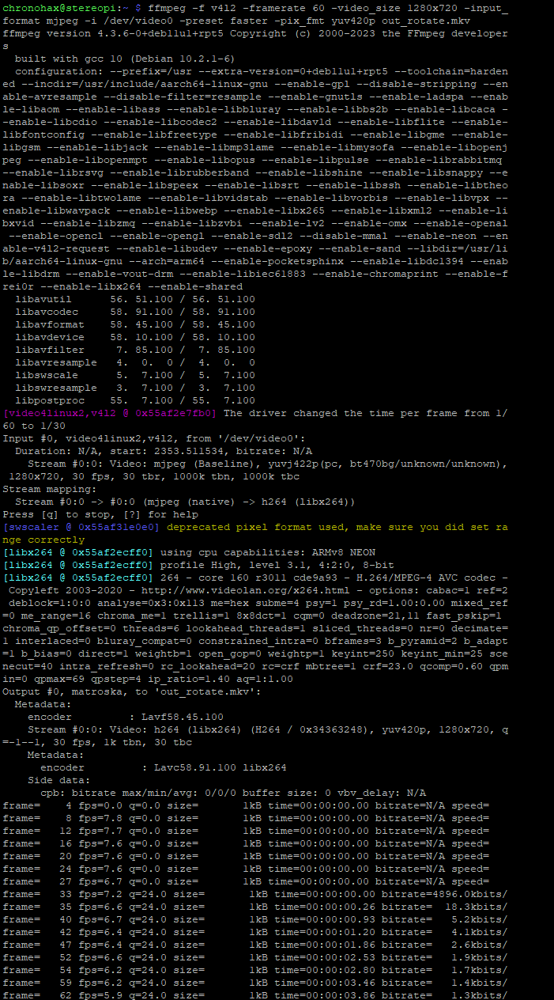 chronohax@stereopi:~ $ ffmpeg -f v4l2 -framerate 60 -video_size 1280x720 -input_
format mjpeg -i /dev/video0 -preset faster -pix_fmt yuv420p out_rotate.mkv
ffmpeg version 4.3.6-0+deb11u1+rpt5 Copyright (c) 2000-2023 the FFmpeg developer
s
  built with gcc 10 (Debian 10.2.1-6)
  configuration: --prefix=/usr --extra-version=0+deb11u1+rpt5 --toolchain=harden
ed --incdir=/usr/include/aarch64-linux-gnu --enable-gpl --disable-stripping --en
able-avresample --disable-filter=resample --enable-gnutls --enable-ladspa --enab
le-libaom --enable-libass --enable-libbluray --enable-libbs2b --enable-libcaca -
-enable-libcdio --enable-libcodec2 --enable-libdav1d --enable-libflite --enable-
libfontconfig --enable-libfreetype --enable-libfribidi --enable-libgme --enable-
libgsm --enable-libjack --enable-libmp3lame --enable-libmysofa --enable-libopenj
peg --enable-libopenmpt --enable-libopus --enable-libpulse --enable-librabbitmq
--enable-librsvg --enable-librubberband --enable-libshine --enable-libsnappy --e
nable-libsoxr --enable-libspeex --enable-libsrt --enable-libssh --enable-libtheo
ra --enable-libtwolame --enable-libvidstab --enable-libvorbis --enable-libvpx --
enable-libwavpack --enable-libwebp --enable-libx265 --enable-libxml2 --enable-li
bxvid --enable-libzmq --enable-libzvbi --enable-lv2 --enable-omx --enable-openal
 --enable-opencl --enable-opengl --enable-sdl2 --disable-mmal --enable-neon --en
able-v4l2-request --enable-libudev --enable-epoxy --enable-sand --libdir=/usr/li
b/aarch64-linux-gnu --arch=arm64 --enable-pocketsphinx --enable-libdc1394 --enab
le-libdrm --enable-vout-drm --enable-libiec61883 --enable-chromaprint --enable-f
rei0r --enable-libx264 --enable-shared
  libavutil      56. 51.100 / 56. 51.100
  libavcodec     58. 91.100 / 58. 91.100
  libavformat    58. 45.100 / 58. 45.100
  libavdevice    58. 10.100 / 58. 10.100
  libavfilter     7. 85.100 /  7. 85.100
  libavresample   4.  0.  0 /  4.  0.  0
  libswscale      5.  7.100 /  5.  7.100
  libswresample   3.  7.100 /  3.  7.100
  libpostproc    55.  7.100 / 55.  7.100
[video4linux2,v4l2 @ 0x55af2e7fb0] The driver changed the time per frame from 1/
60 to 1/30
Input #0, video4linux2,v4l2, from '/dev/video0':
  Duration: N/A, start: 2353.511534, bitrate: N/A
    Stream #0:0: Video: mjpeg (Baseline), yuvj422p(pc, bt470bg/unknown/unknown),
 1280x720, 30 fps, 30 tbr, 1000k tbn, 1000k tbc
Stream mapping:
  Stream #0:0 -> #0:0 (mjpeg (native) -> h264 (libx264))
Press [q] to stop, [?] for help
[swscaler @ 0x55af31e0e0] deprecated pixel format used, make sure you did set ra
nge correctly
[libx264 @ 0x55af2ecff0] using cpu capabilities: ARMv8 NEON
[libx264 @ 0x55af2ecff0] profile High, level 3.1, 4:2:0, 8-bit
[libx264 @ 0x55af2ecff0] 264 - core 160 r3011 cde9a93 - H.264/MPEG-4 AVC codec -
 Copyleft 2003-2020 - http://www.videolan.org/x264.html - options: cabac=1 ref=2
 deblock=1:0:0 analyse=0x3:0x113 me=hex subme=4 psy=1 psy_rd=1.00:0.00 mixed_ref
=0 me_range=16 chroma_me=1 trellis=1 8x8dct=1 cqm=0 deadzone=21,11 fast_pskip=1
chroma_qp_offset=0 threads=6 lookahead_threads=1 sliced_threads=0 nr=0 decimate=
1 interlaced=0 bluray_compat=0 constrained_intra=0 bframes=3 b_pyramid=2 b_adapt
=1 b_bias=0 direct=1 weightb=1 open_gop=0 weightp=1 keyint=250 keyint_min=25 sce
necut=40 intra_refresh=0 rc_lookahead=20 rc=crf mbtree=1 crf=23.0 qcomp=0.60 qpm
in=0 qpmax=69 qpstep=4 ip_ratio=1.40 aq=1:1.00
Output #0, matroska, to 'out_rotate.mkv':
  Metadata:
    encoder         : Lavf58.45.100
    Stream #0:0: Video: h264 (libx264) (H264 / 0x34363248), yuv420p, 1280x720, q
=-1--1, 30 fps, 1k tbn, 30 tbc
    Metadata:
      encoder         : Lavc58.91.100 libx264
    Side data:
      cpb: bitrate max/min/avg: 0/0/0 buffer size: 0 vbv_delay: N/A
frame=    4 fps=0.0 q=0.0 size=       1kB time=00:00:00.00 bitrate=N/A speed=
frame=    8 fps=7.8 q=0.0 size=       1kB time=00:00:00.00 bitrate=N/A speed=
frame=   12 fps=7.7 q=0.0 size=       1kB time=00:00:00.00 bitrate=N/A speed=
frame=   16 fps=7.6 q=0.0 size=       1kB time=00:00:00.00 bitrate=N/A speed=
frame=   20 fps=7.6 q=0.0 size=       1kB time=00:00:00.00 bitrate=N/A speed=
frame=   24 fps=7.6 q=0.0 size=       1kB time=00:00:00.00 bitrate=N/A speed=
frame=   27 fps=6.7 q=0.0 size=       1kB time=00:00:00.00 bitrate=N/A speed=
frame=   33 fps=7.2 q=24.0 size=       1kB time=00:00:00.00 bitrate=4896.0kbits/
frame=   35 fps=6.6 q=24.0 size=       1kB time=00:00:00.26 bitrate=  18.3kbits/
frame=   40 fps=6.7 q=24.0 size=       1kB time=00:00:00.93 bitrate=   5.2kbits/
frame=   42 fps=6.4 q=24.0 size=       1kB time=00:00:01.20 bitrate=   4.1kbits/
frame=   47 fps=6.4 q=24.0 size=       1kB time=00:00:01.86 bitrate=   2.6kbits/
frame=   52 fps=6.6 q=24.0 size=       1kB time=00:00:02.53 bitrate=   1.9kbits/
frame=   54 fps=6.2 q=24.0 size=       1kB time=00:00:02.80 bitrate=   1.7kbits/
frame=   59 fps=6.2 q=24.0 size=       1kB time=00:00:03.46 bitrate=   1.4kbits/
frame=   62 fps=5.9 q=24.0 size=       1kB time=00:00:03.86 bitrate=   1.3kbits/